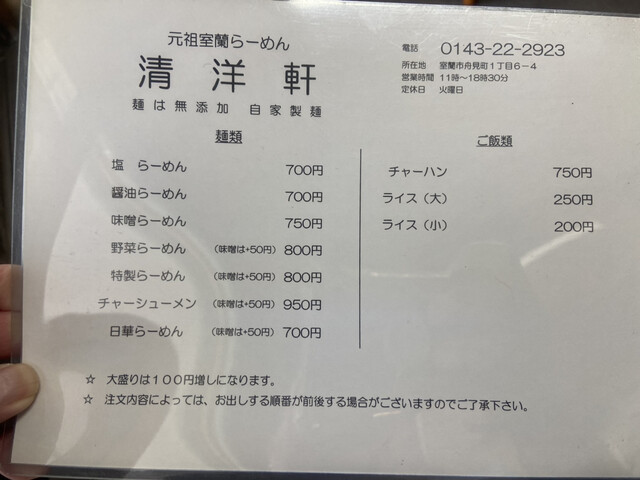 元祖室蘭らーめん
清洋軒
麺は無添加 自家製麺
電話 0143-22-2923
所在地 室蘭市舟見町1丁目6-4
営業時間 11時～18時30分
定休日 火曜日
麺類
塩 らーめん 700円
醤油らーめん 700円
味噌らーめん 750円
野菜らーめん (味噌は+50円) 800円
特製らーめん (味噌は+50円) 800円
チャーシューメン (味噌は+50円) 950円
日華らーめん (味噌は+50円) 700円
ご飯類
チャーハン 750円
ライス(大) 250円
ライス(小) 200円
☆ 大盛りは100円増しになります。
☆ 注文内容によっては、お出しする順番が前後する場合がございますのでご了承下さい。